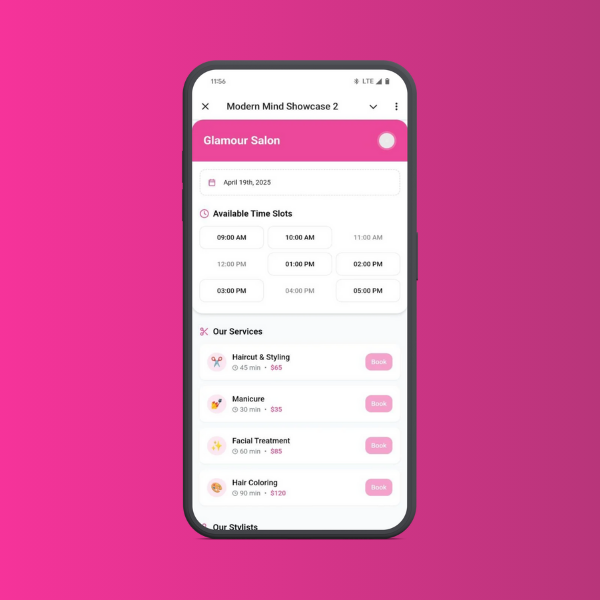 11:56
LTE
Modern Mind Showcase 2
Glamour Salon
April 19th, 2025
Available Time Slots
09:00 AM
10:00 AM
11:00 AM
12:00 PM
01:00 PM
02:00 PM
03:00 PM
04:00 PM
05:00 PM
Our Services
Haircut & Styling
45 min • $65
Book
Manicure
30 min • $35
Book
Facial Treatment
60 min • $85
Book
Hair Coloring
90 min • $120
Book
Our Stylists